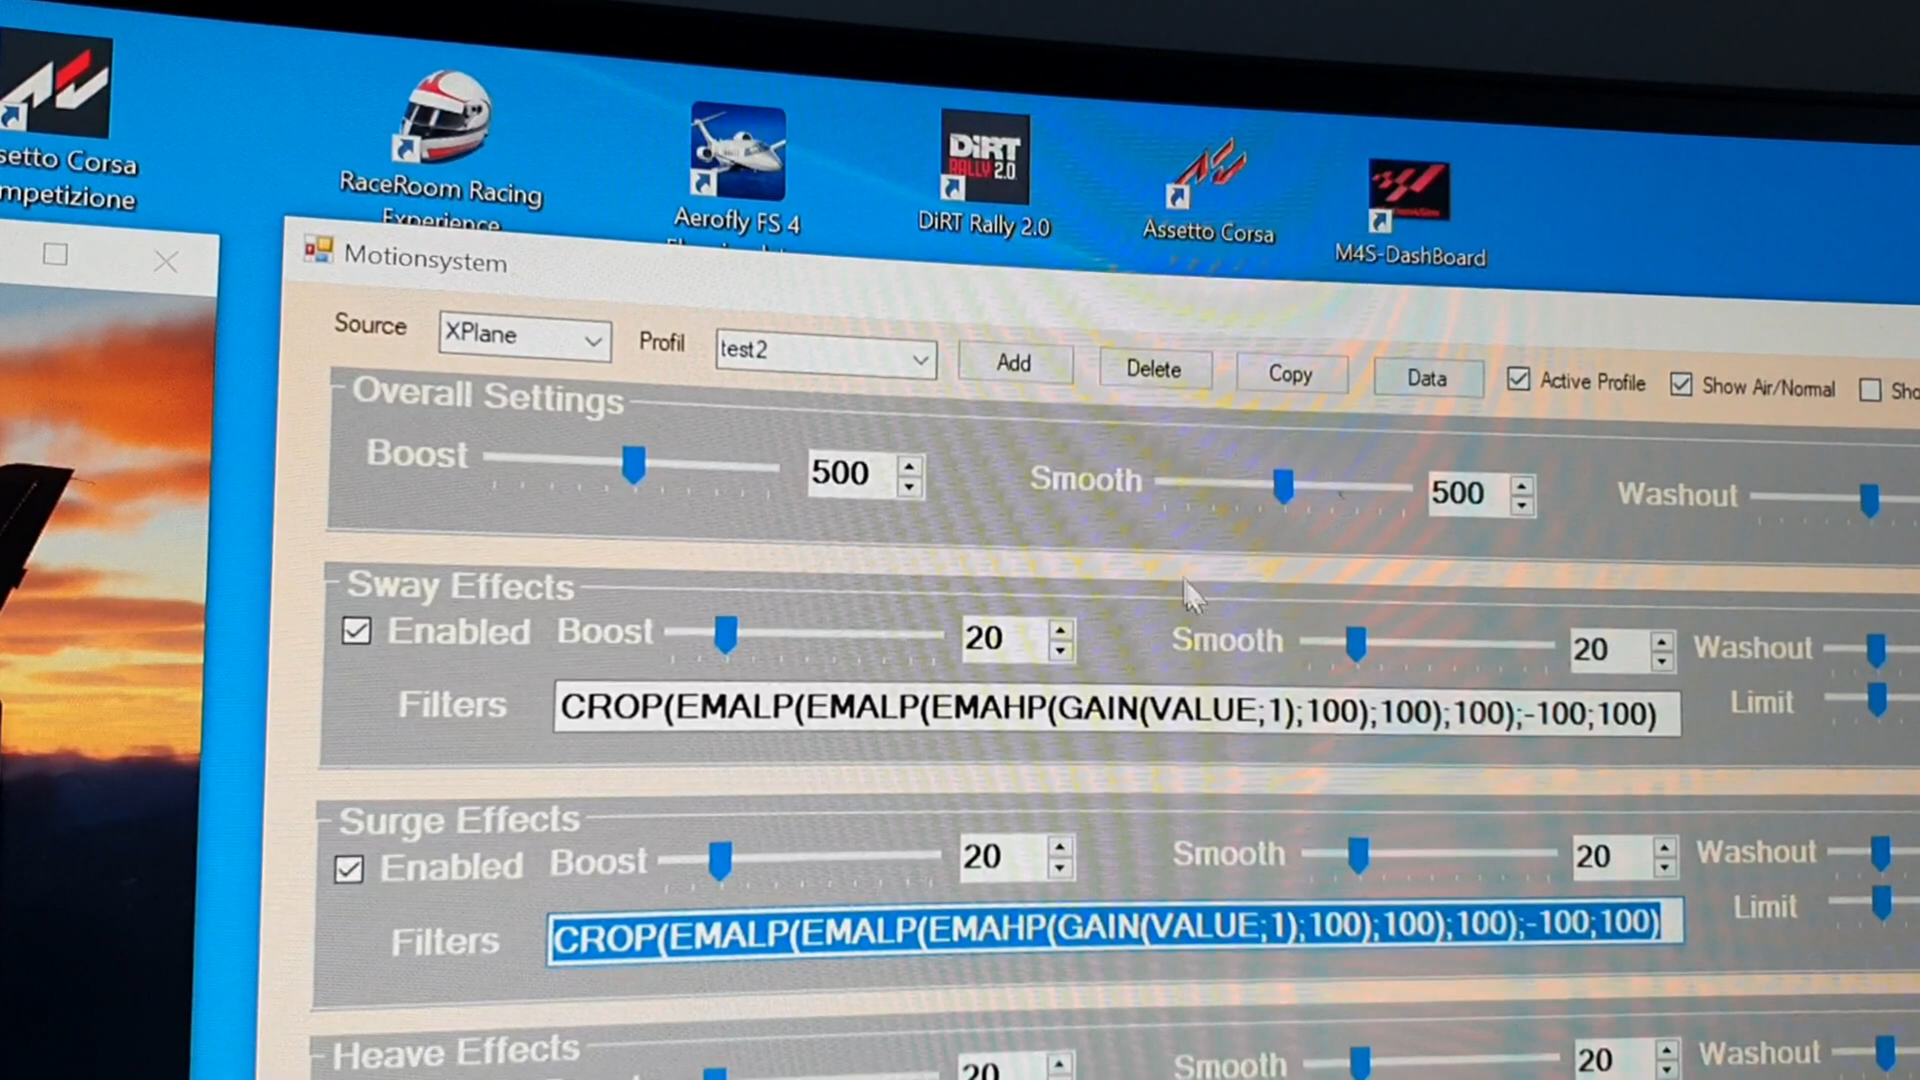 setto Corsa
mpetizione
RaceRoom Racing
Experience
Aerofly FS 4
DiRT
RALLY 2.0
DiRT Rally 2.0
Assetto Corsa
M4S-DashBoard
Motionsystem
Source XPlane Profil test2 Add Delete Copy Data Active Profile Show Air/Normal Sho
Overall Settings
Boost 500 Smooth 500 Washout
Sway Effects
Enabled Boost 20 Smooth 20 Washout
Filters CROP(EMALP(EMALP(EMAHP(GAIN(VALUE;1);100);100);100);-100;100) Limit
Surge Effects
Enabled Boost 20 Smooth 20 Washout
Filters CROP(EMALP(EMALP(EMAHP(GAIN(VALUE;1);100);100);100);-100;100) Limit
Heave Effects
20 Smooth 20 Washout